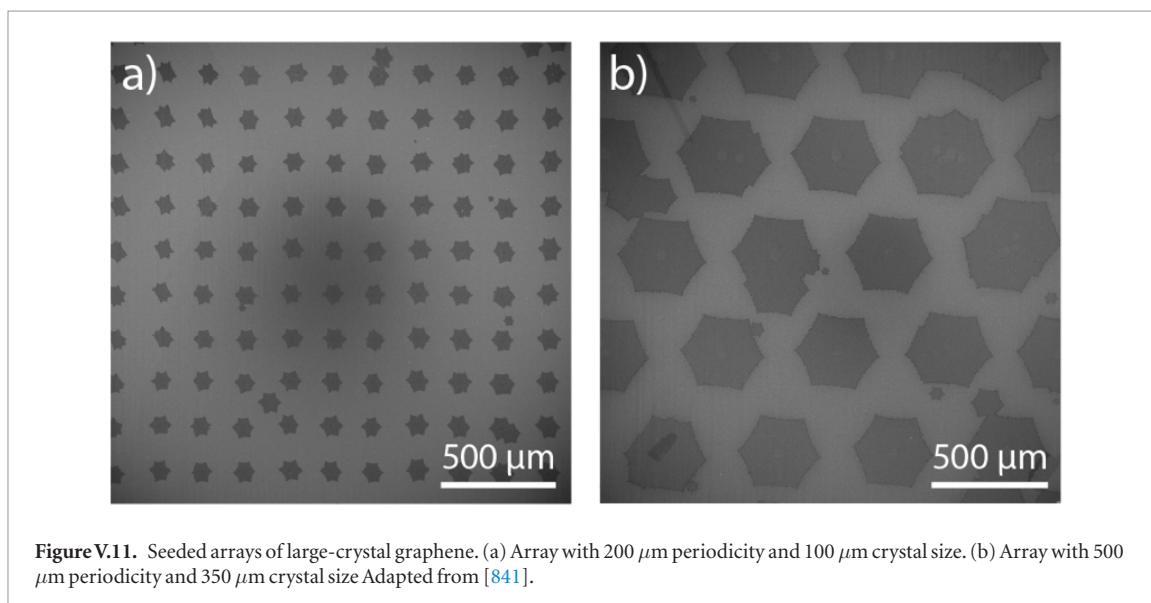 a)
b)
500 µm
500 µm
Figure V.11. Seeded arrays of large-crystal graphene. (a) Array with 200 µm periodicity and 100 µm crystal size. (b) Array with 500
µm periodicity and 350 µm crystal size Adapted from [841].